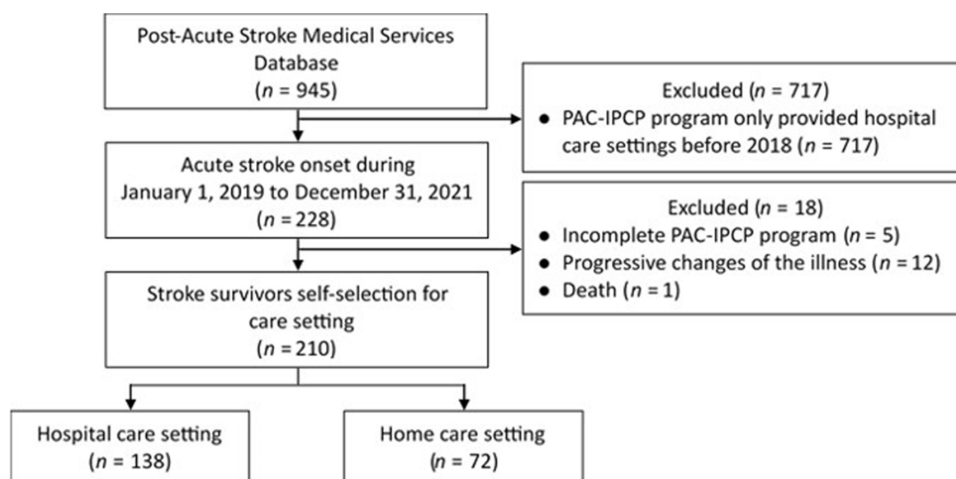 Post-Acute Stroke Medical Services
Database
(n = 945)
Excluded (n = 717)
● PAC-IPCP program only provided hospital
care settings before 2018 (n = 717)
Acute stroke onset during
January 1, 2019 to December 31, 2021
(n = 228)
Excluded (n = 18)
● Incomplete PAC-IPCP program (n = 5)
● Progressive changes of the illness (n = 12)
● Death (n = 1)
Stroke survivors self-selection for
care setting
(n = 210)
Hospital care setting
(n = 138)
Home care setting
(n = 72)